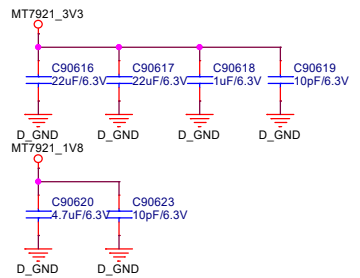 MT7921_3V3
C90616 C90617 C90618 C90619
22uF/6.3V 22uF/6.3V 1uF/6.3V 10pF/6.3V
D_GND D_GND D_GND D_GND
MT7921_1V8
C90620 C90623
4.7uF/6.3V 10pF/6.3V
D_GND D_GND